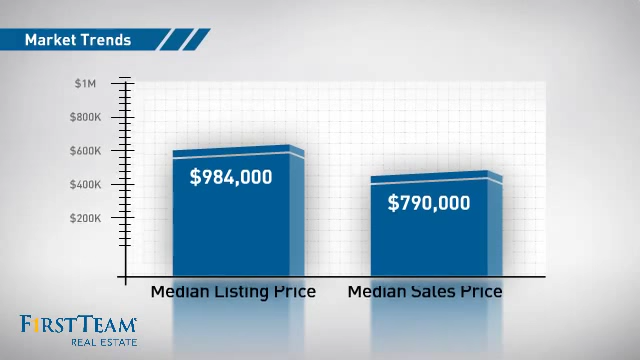 Market Trends
$1M
$800K
$600K
$400K
$200K
$984,000
$790,000
Median Listing Price
Median Sales Price
FIRSTTEAM®
REAL ESTATE